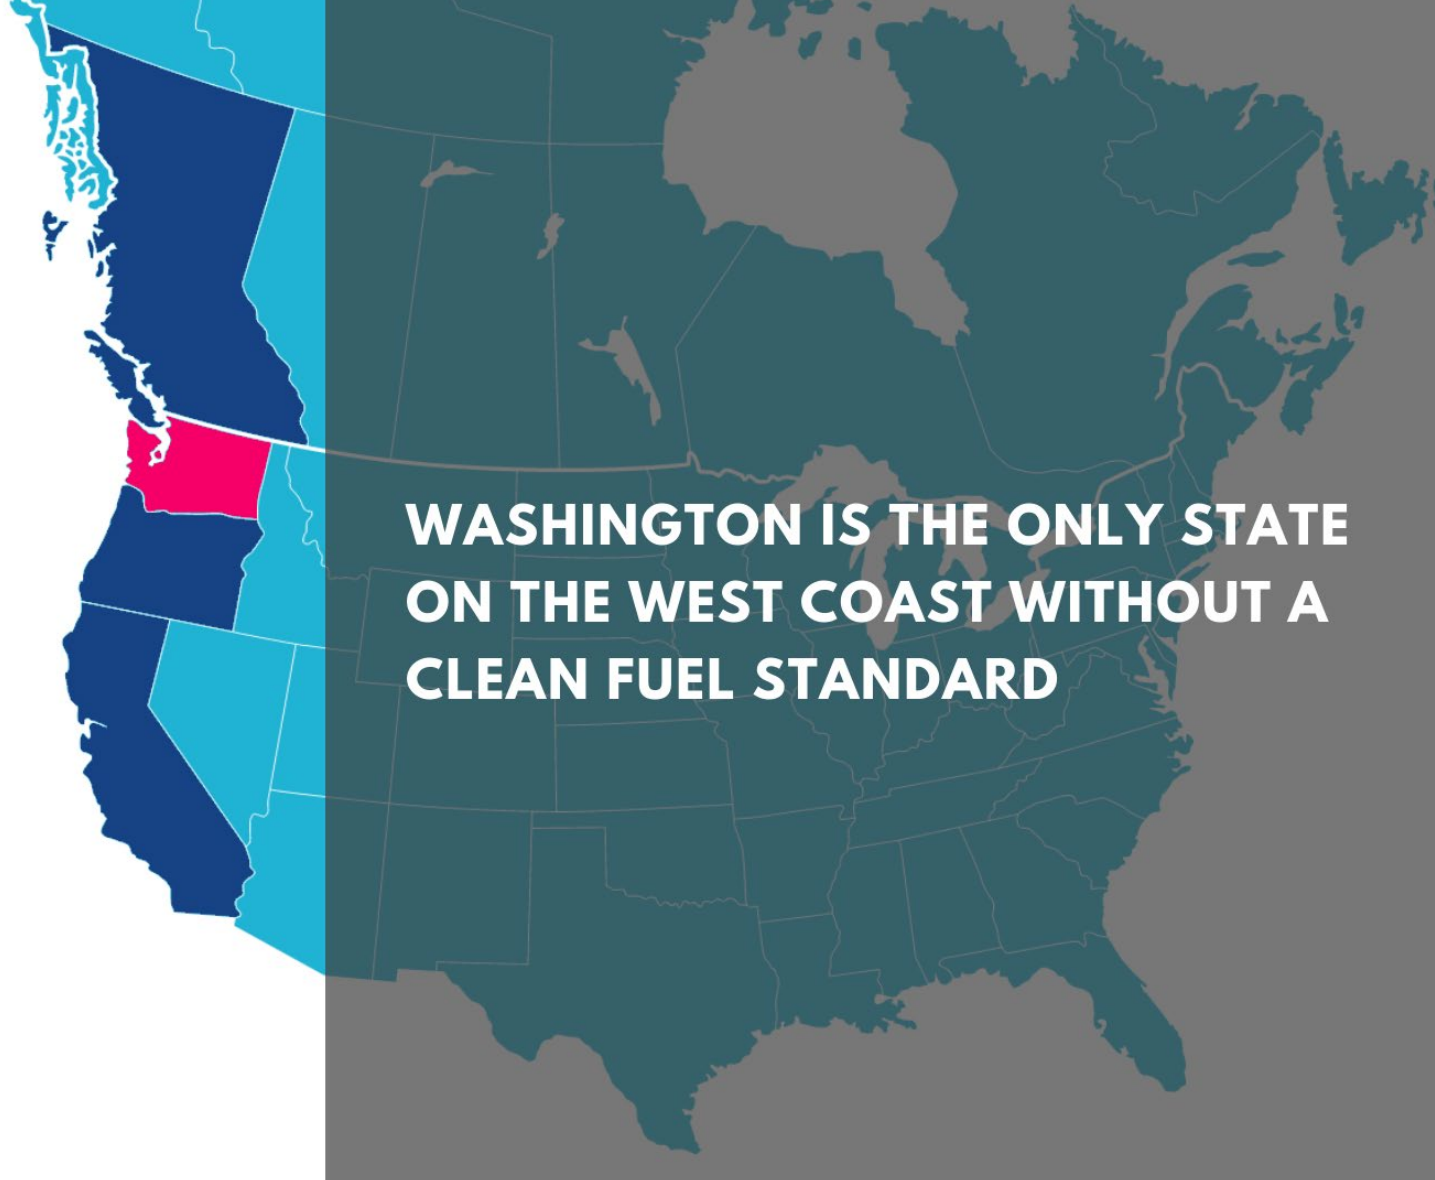 WASHINGTON IS THE ONLY STATE
ON THE WEST COAST WITHOUT A
CLEAN FUEL STANDARD